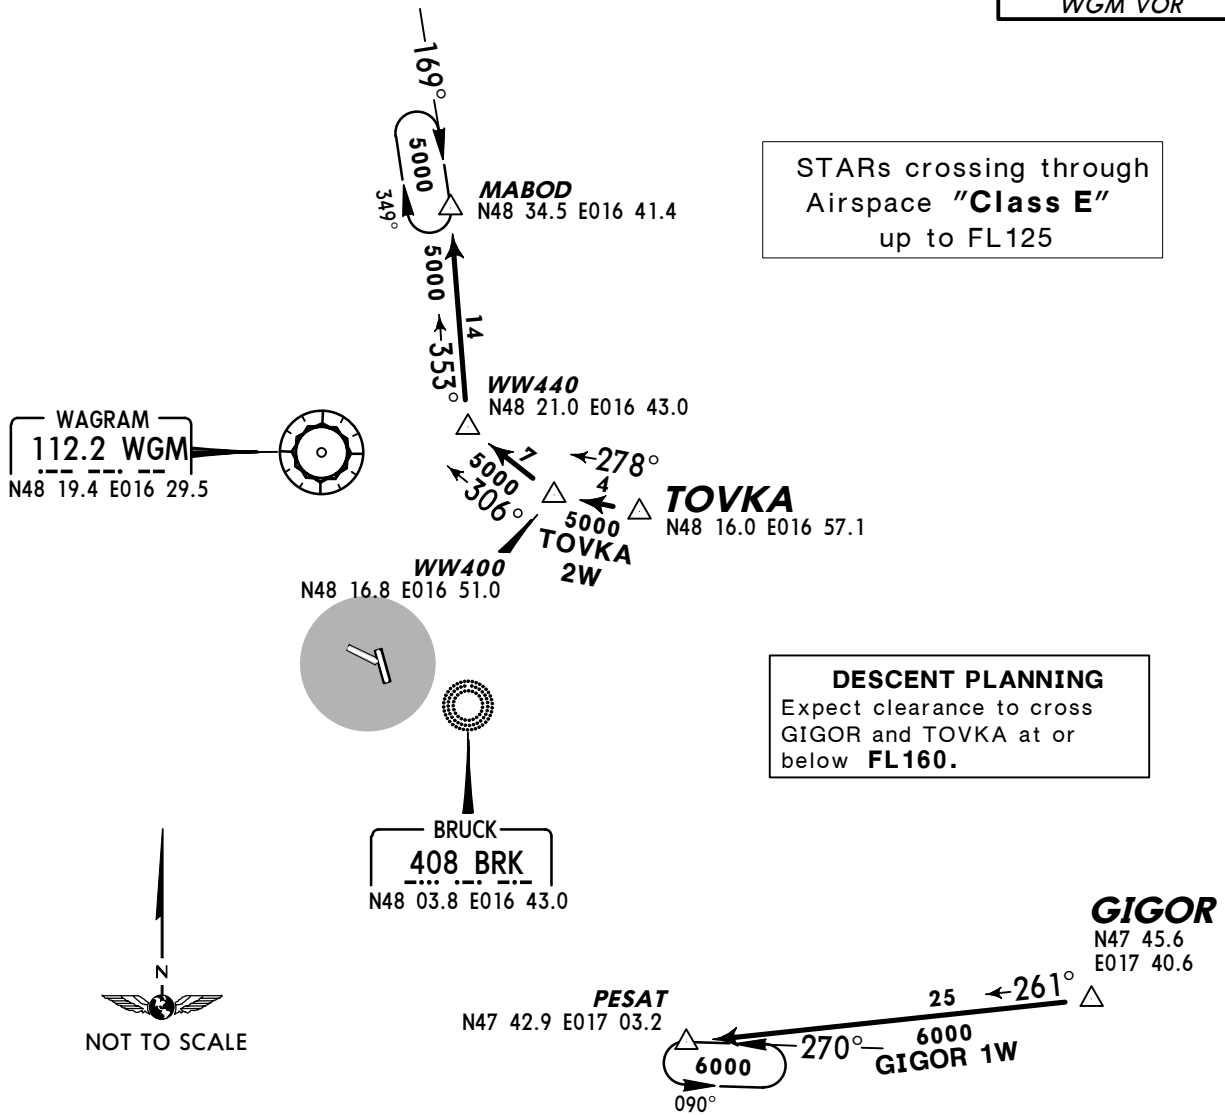 WGM VOR
169°
5000
349°
MABOD
N48 34.5 E016 41.4
STARs crossing through
Airspace "Class E"
up to FL125
5000
14
353°
WW440
N48 21.0 E016 43.0
WAGRAM
112.2 WGM
N48 19.4 E016 29.5
7
5000
306°
278°
4
5000
TOVKA
N48 16.0 E016 57.1
TOVKA
2W
WW400
N48 16.8 E016 51.0
DESCENT PLANNING
Expect clearance to cross
GIGOR and TOVKA at or
below FL160.
BRUCK
408 BRK
N48 03.8 E016 43.0
GIGOR
N47 45.6
E017 40.6
N
NOT TO SCALE
PESAT
N47 42.9 E017 03.2
25
261°
6000
GIGOR 1W
270°
6000
090°